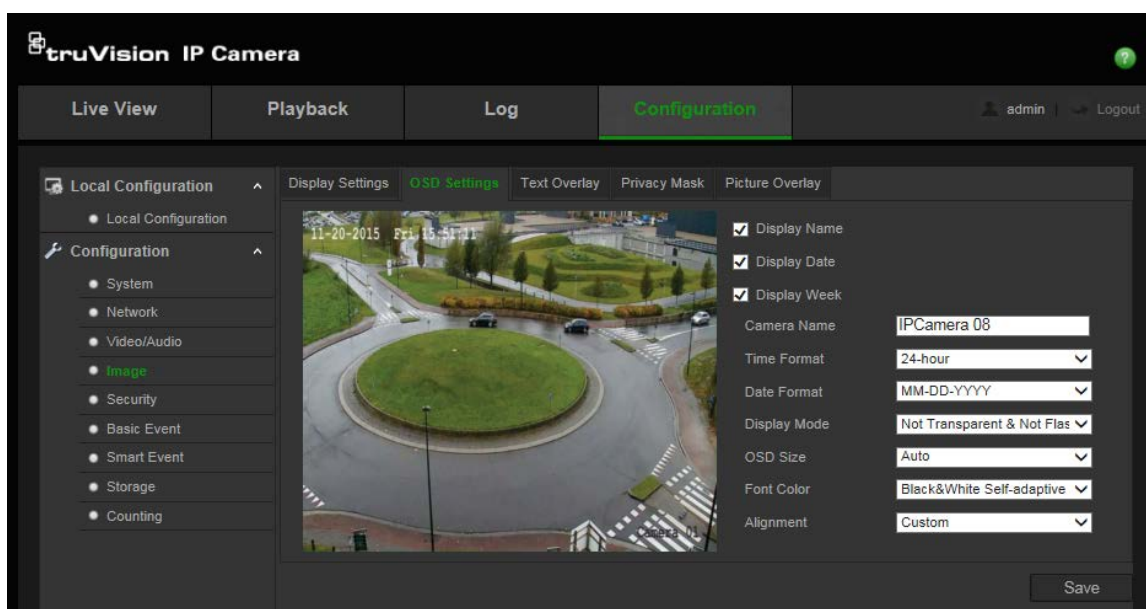 truVision IP Camera
?
Live View
Playback
Log
Configuration
admin
Logout
Local Configuration
Local Configuration
Configuration
System
Network
Video/Audio
Image
Security
Basic Event
Smart Event
Storage
Counting
Display Settings
OSD Settings
Text Overlay
Privacy Mask
Picture Overlay
11-20-2015 Fri 15:51:11
Camera 01
Display Name
Display Date
Display Week
Camera Name IPCamera 08
Time Format 24-hour
Date Format MM-DD-YYYY
Display Mode Not Transparent & Not Flas
OSD Size Auto
Font Color Black&White Self-adaptive
Alignment Custom
Save